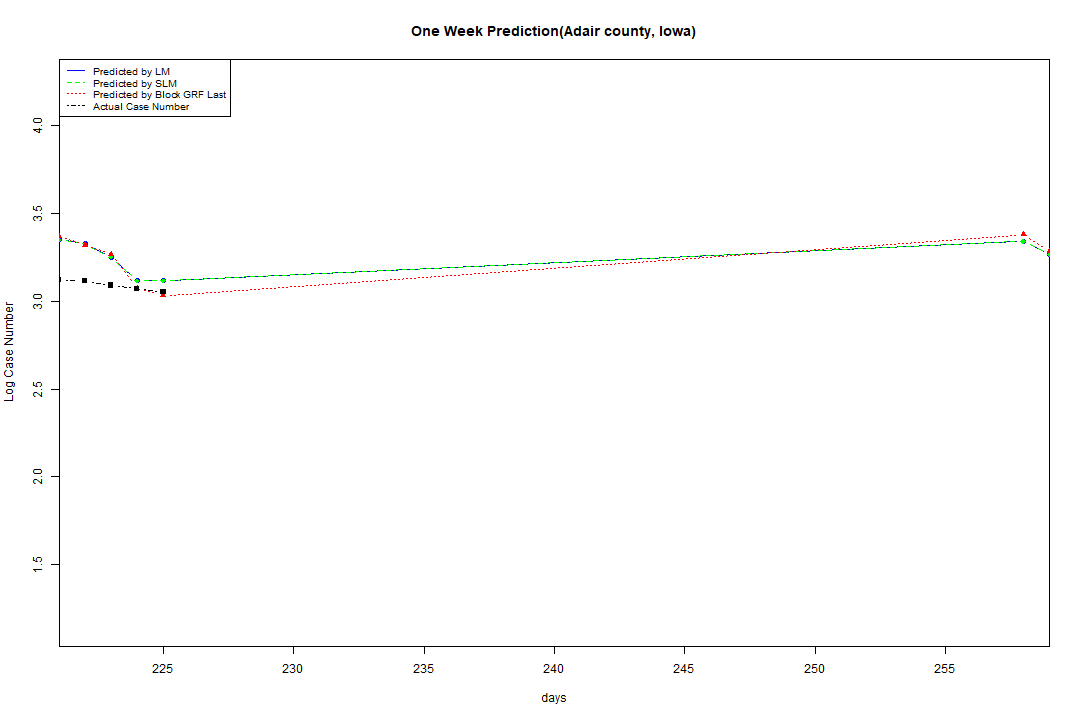 One Week Prediction(Adair county, Iowa)
Predicted by LM
Predicted by SLM
Predicted by Block GRF Last
Actual Case Number
Log Case Number
4.0
3.5
3.0
2.5
2.0
1.5
225 230 235 240 245 250 255
days